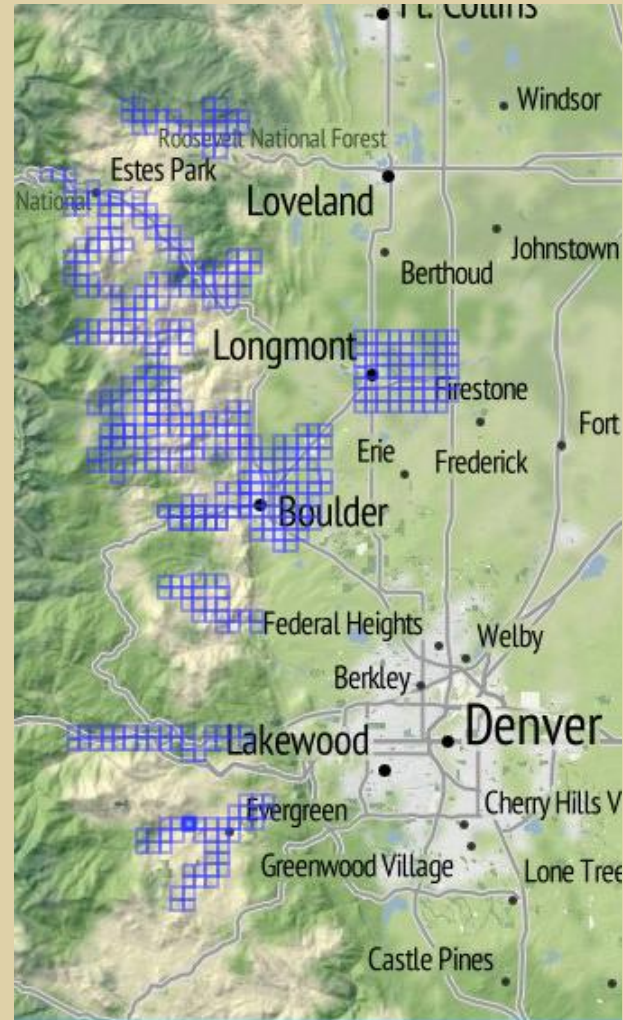 Ft. Collins
Windsor
Roosevelt National Forest
Estes Park
National
Loveland
Johnstown
Berthoud
Longmont
Firestone
Fort
Erie
Frederick
Boulder
Federal Heights
Welby
Berkley
Denver
Lakewood
Evergreen
Cherry Hills V
Greenwood Village
Lone Tree
Castle Pines